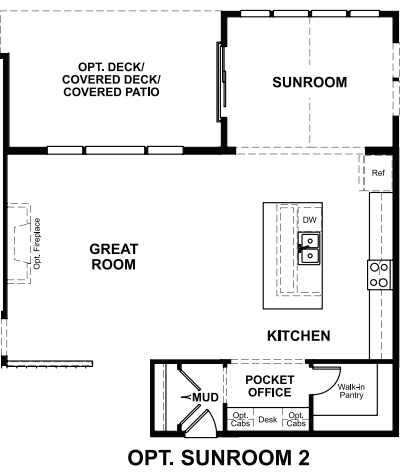 OPT. DECK/
COVERED DECK/
COVERED PATIO
SUNROOM
Ref
DW
Opt. Fireplace
GREAT
ROOM
KITCHEN
MUD
POCKET
OFFICE
Walk-in
Pantry
Opt.
Cabs
Desk
Opt.
Cabs
OPT. SUNROOM 2